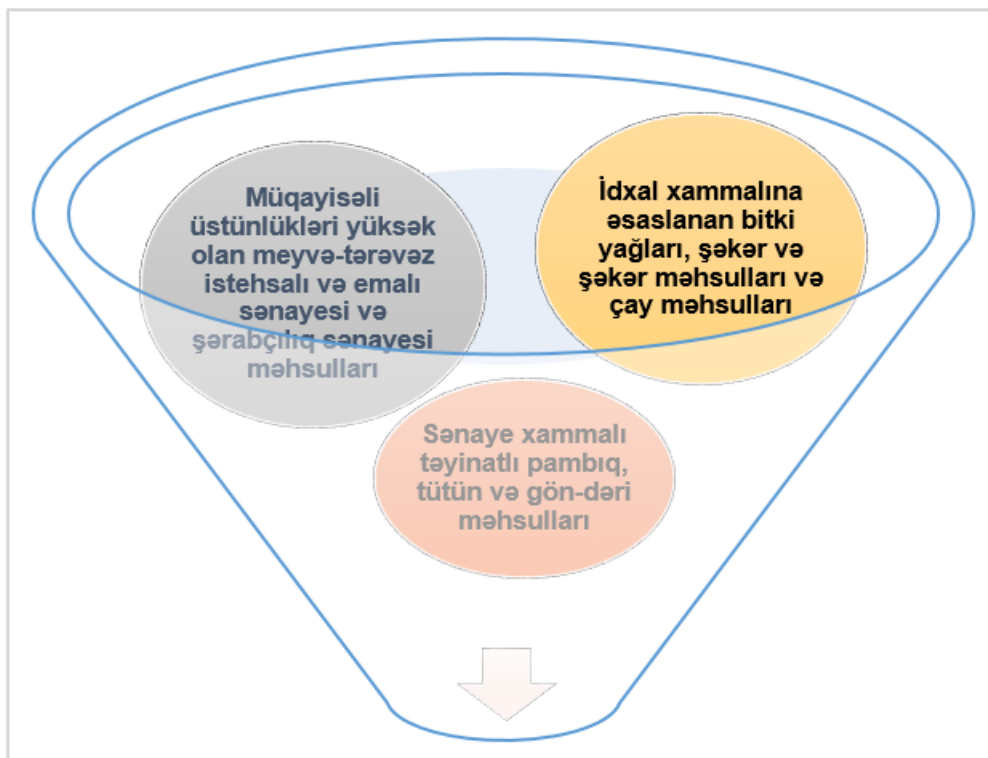 Müqayisəli
üstünlükləri yüksək
olan meyvə-tərəvəz
istehsalı və emalı
sənayesi və
şərabçılıq sənayesi
məhsulları
İdxal xammalına
əsaslanan bitki
yağları, şəkər və
şəkər məhsulları və
çay məhsulları
Sənaye xammalı
təyinatlı pambıq,
tütün və gön-dəri
məhsulları